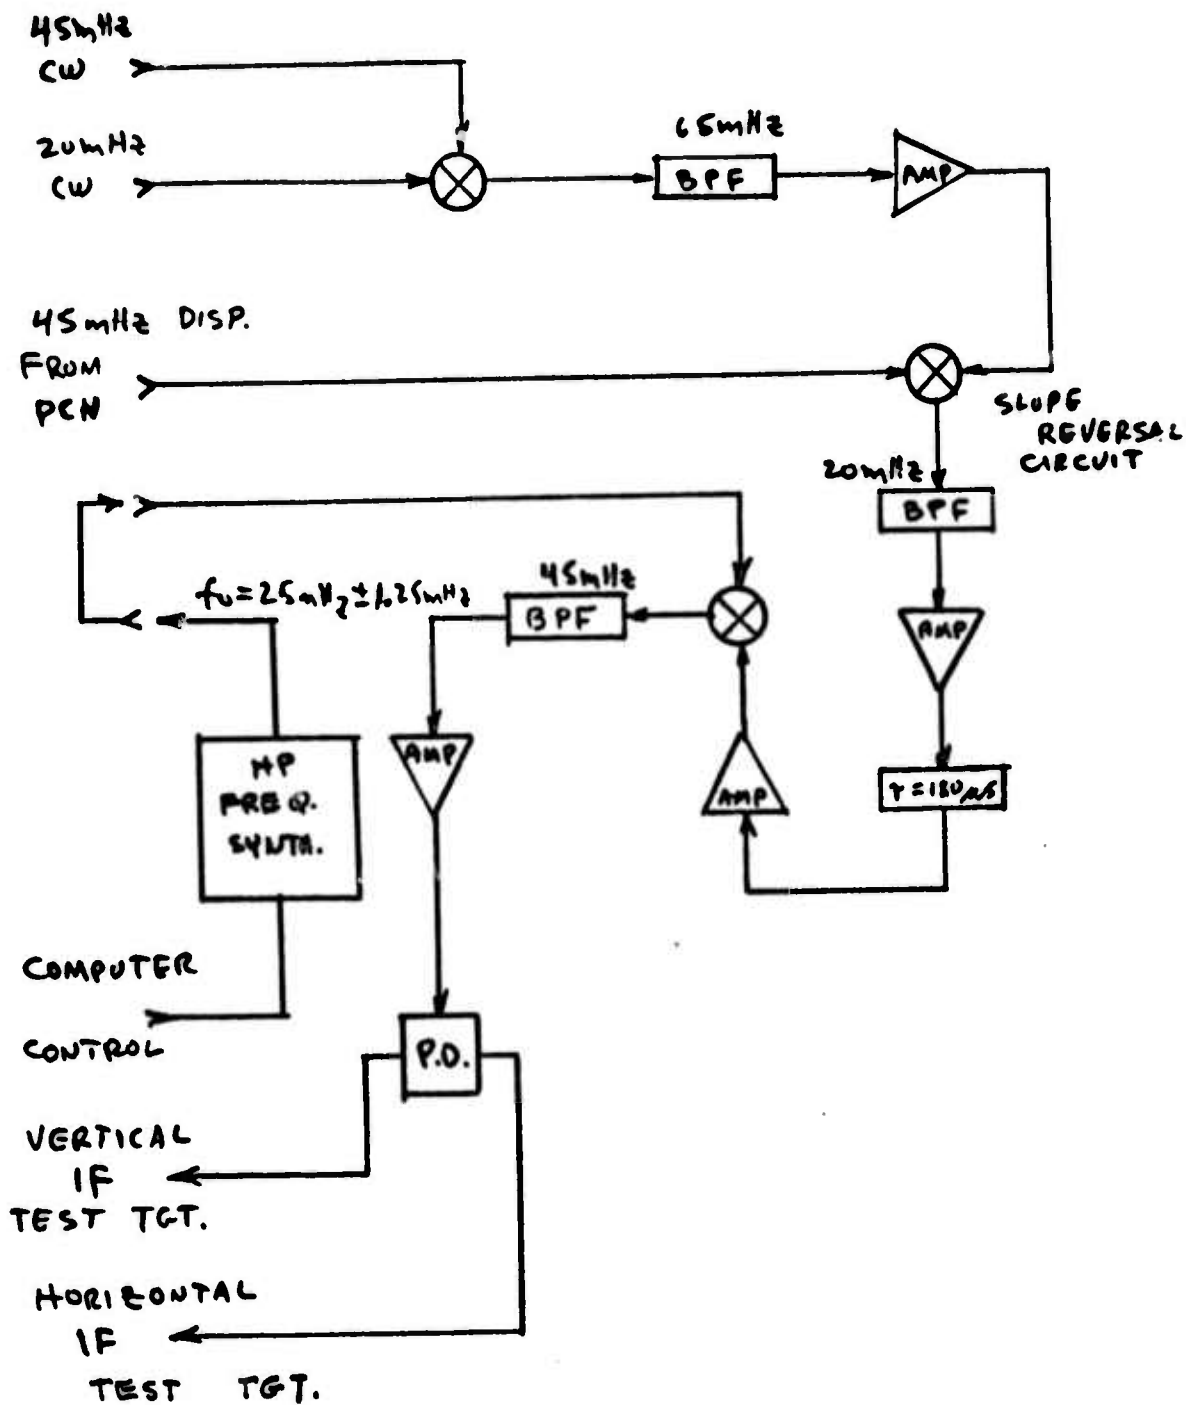 45mHz
CW
20mHz
CW
65mHz
BPF
AMP
45mHz DISP.
FROM
PCN
SLOPE
REVERSAL
CIRCUIT
20mHz
BPF
AMP
45mHz
BPF
AMP
AMP
HP
FREQ.
SYNTH.
COMPUTER
CONTROL
P.D.
VERTICAL
IF
TEST TGT.
HORIZONTAL
IF
TEST TGT.